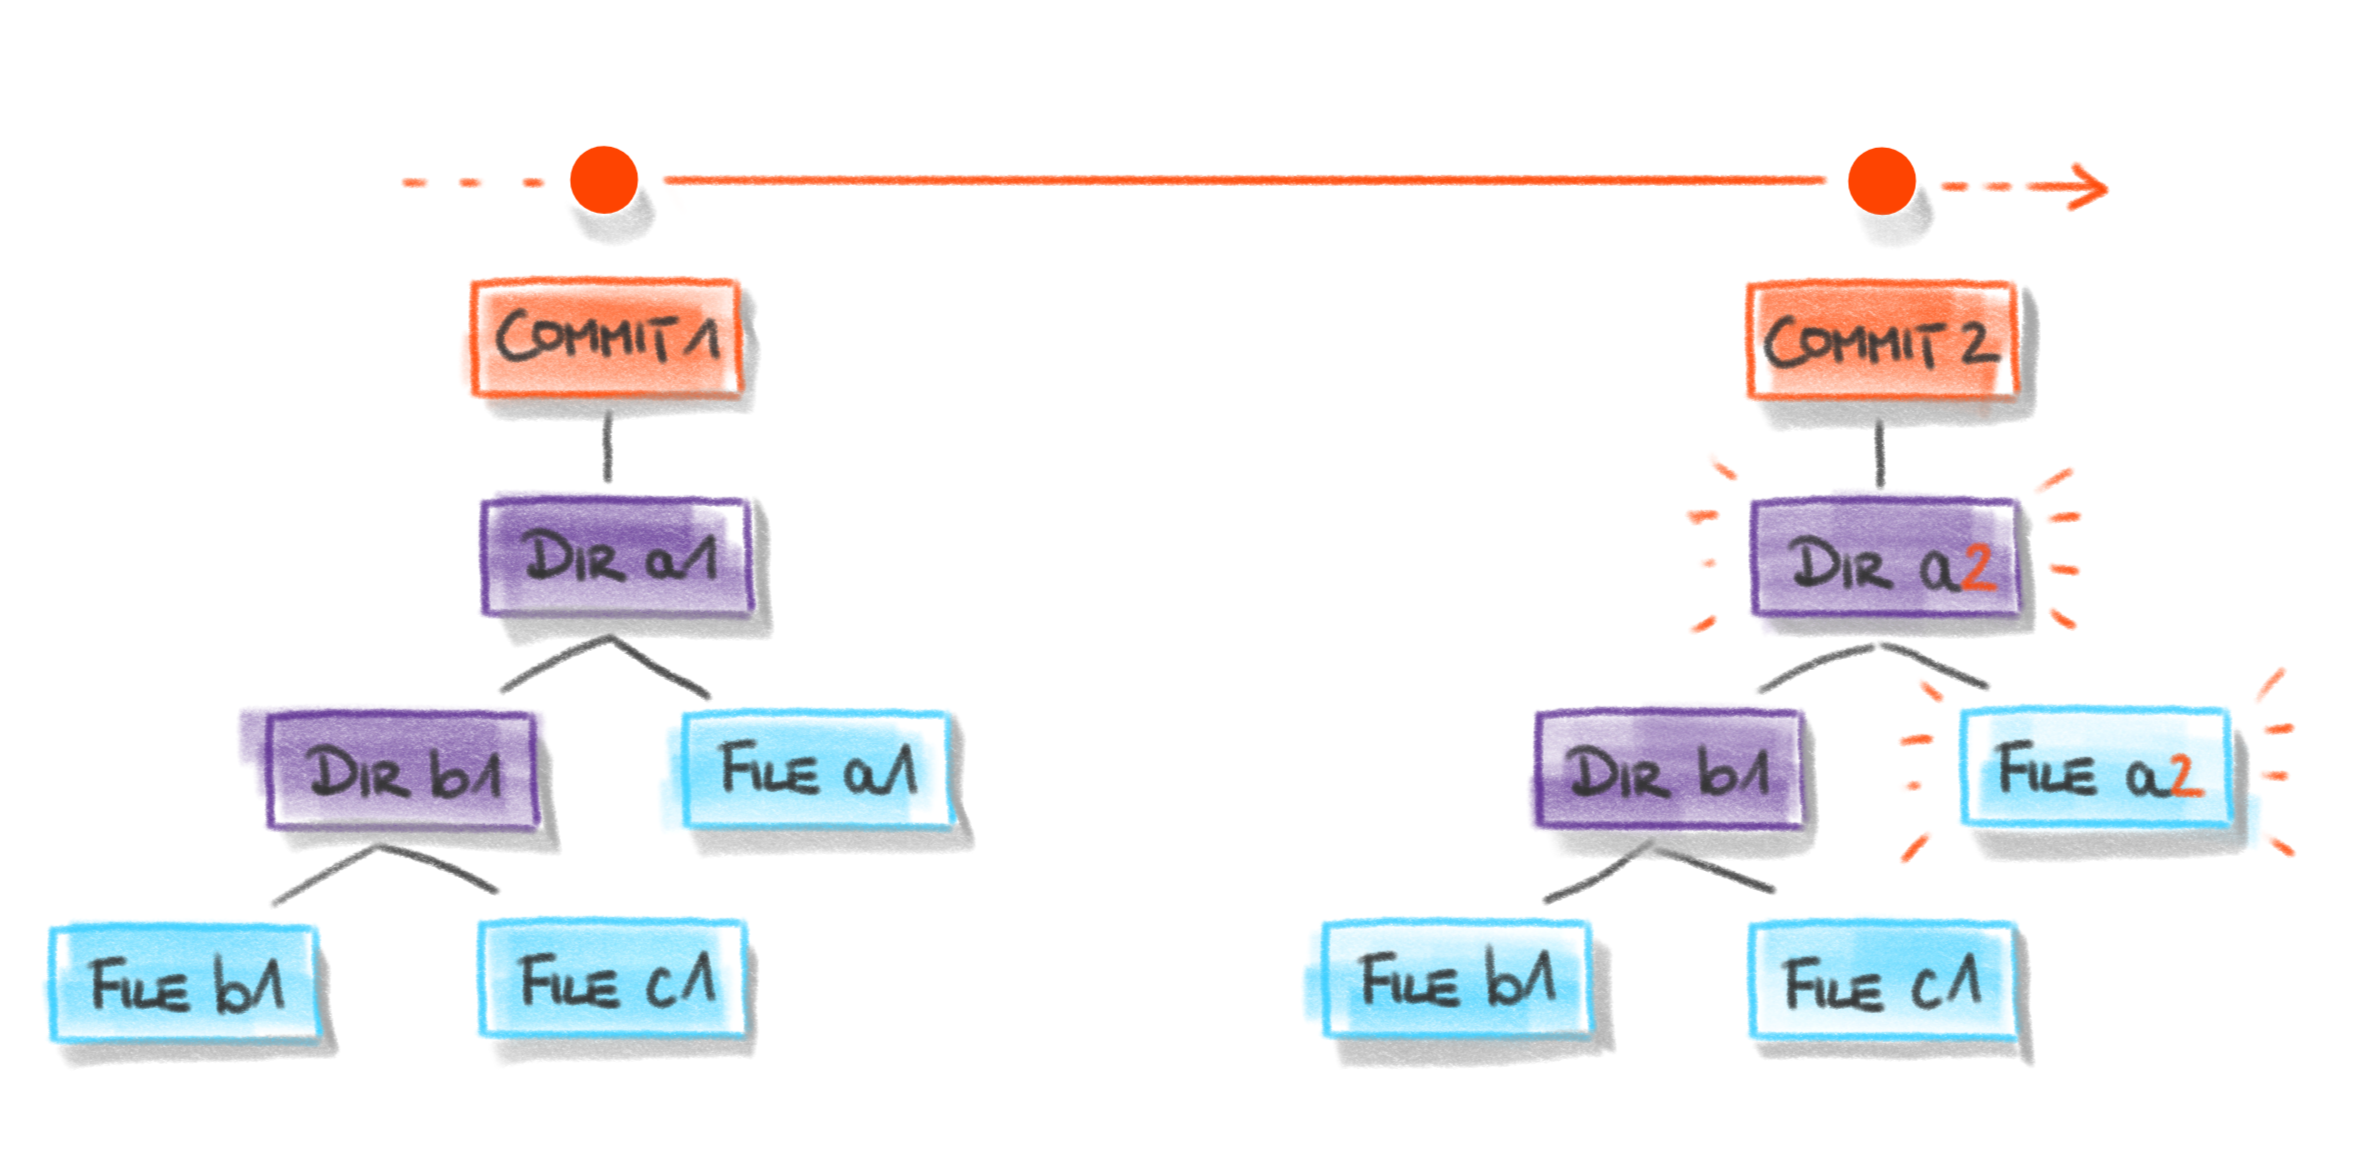 COMMIT 1
COMMIT 2
DIR a1
DIR a2
DIR b1
FILE a1
DIR b1
FILE a2
FILE b1
FILE c1
FILE b1
FILE c1